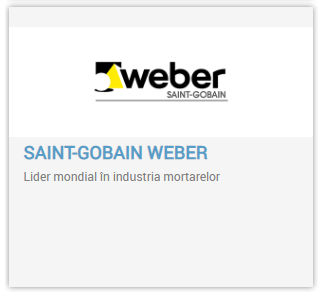 weber
SAINT-GOBAIN
SAINT-GOBAIN WEBER
Lider mondial în industria mortarelor